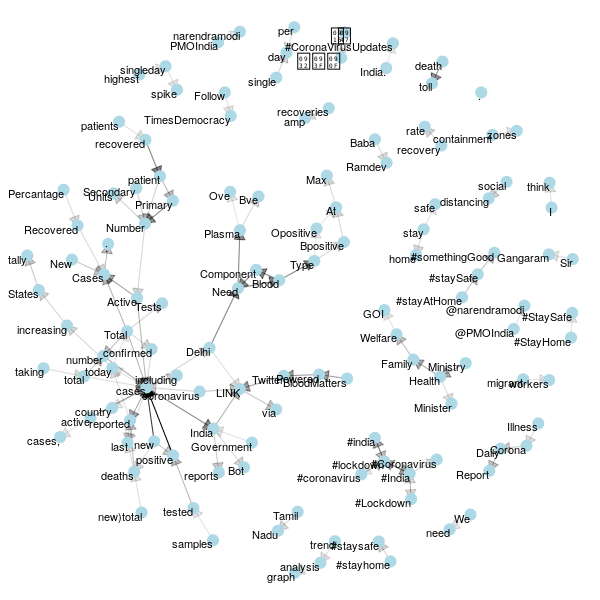 narendramodi
PMOIndia
per
#CoronaVirusUpdates
day
India.
singleday
highest
single
death
toll
spike
Follow
.
TimesDemocracy
recoveries
amp
patients
recovered
Baba
Ramdev
rate
recovery
containment
zones
patient
Percentage
Secondary
Units
Primary
Ove
Bve
Max
social
think
distancing
safe
I
At
Number
Recovered
Plasma
Opositive
Bpositive
stay
home
#somethingGood
Gangaram
Sir
:
tally
New
Cases
Component
Blood
Type
#staySafe
States
Need
Active
Tests
#stayAtHome
@narendramodi
GOI
#StaySafe
increasing
Total
@PMOIndia
#StayHome
Welfare
confirmed
Delhi
number
today
taking
total
including
Family
Ministry
Health
Twitter
Powered
BloodMatters
migrant
workers
cases
coronavirus
LINK
Minister
country
via
active
reported
India
Illness
cases,
last
new
Government
#india
Daily
Corona
positive
#lockdown
#Coronavirus
deaths
reports
Bot
#coronavirus
#India
Report
#Lockdown
new)total
tested
Tamil
Nadu
We
need
samples
trend
#staysafe
analysis
graph
#stayhome